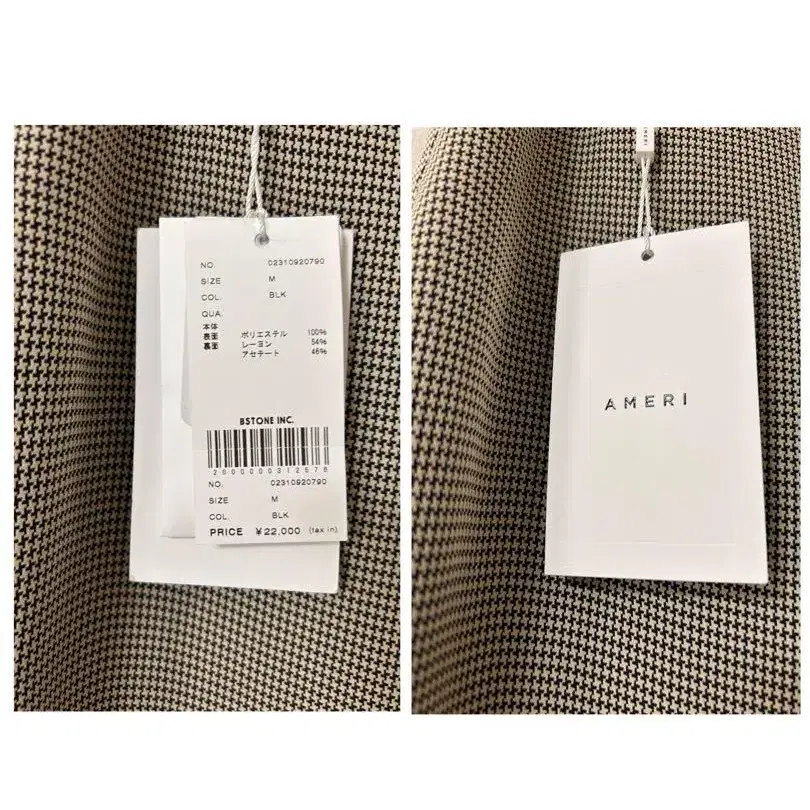 NO. 02310920790
SIZE M
COL. BLK
QUA.
本体
表面 ポリエステル 100%
裏面 レーヨン 54%
アセテート 46%
BSTONE INC.
2000000312576
NO. 02310920790
SIZE M
COL. BLK
PRICE ¥22,000 (tax in)
AMERI